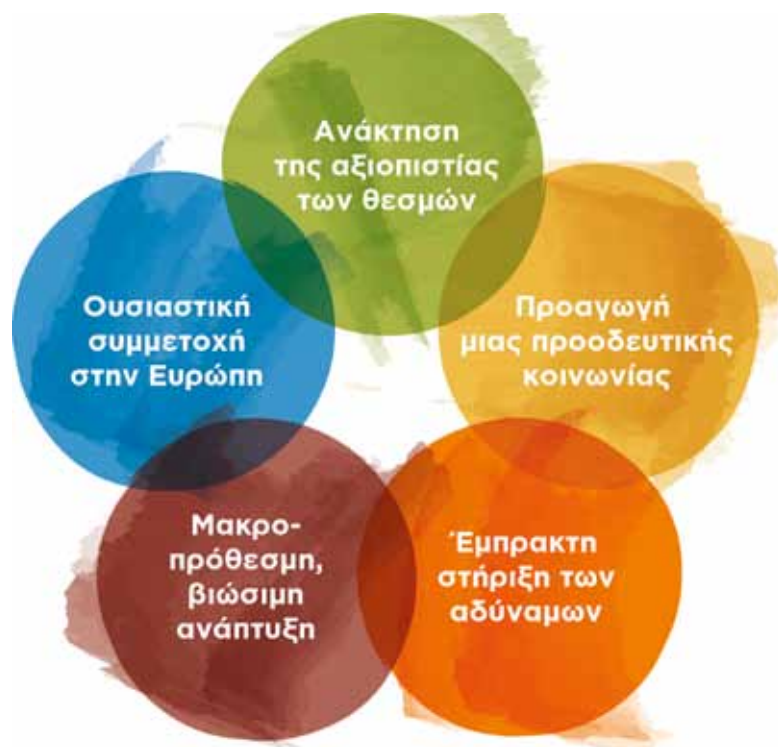 Ανάκτηση
της αξιοπιστίας
των θεσμών
Ουσιαστική
συμμετοχή
στην Ευρώπη
Προαγωγή
μιας προοδευτικής
κοινωνίας
Μακρο-
πρόθεσμη,
βιώσιμη
ανάπτυξη
Έμπρακτη
στήριξη των
αδύναμων